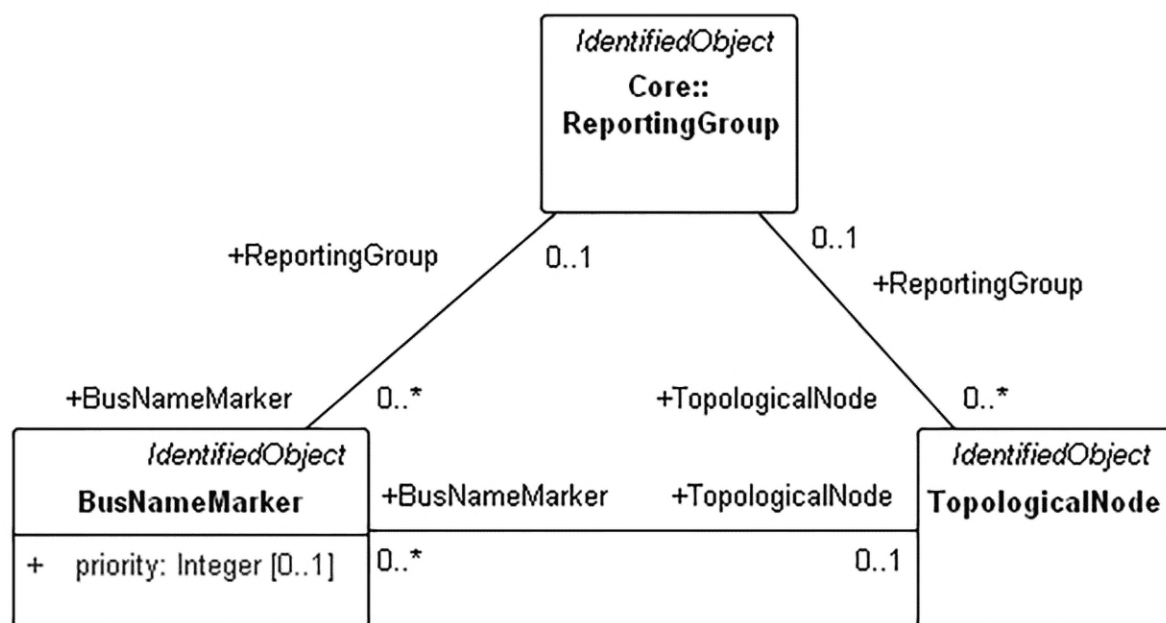 IdentifiedObject
Core::
ReportingGroup
0..1
+ReportingGroup
0..1
+ReportingGroup
+BusNameMarker
0..*
+TopologicalNode
0..*
IdentifiedObject
BusNameMarker
+ priority: Integer [0..1]
+BusNameMarker
+TopologicalNode
0..*
0..1
IdentifiedObject
TopologicalNode